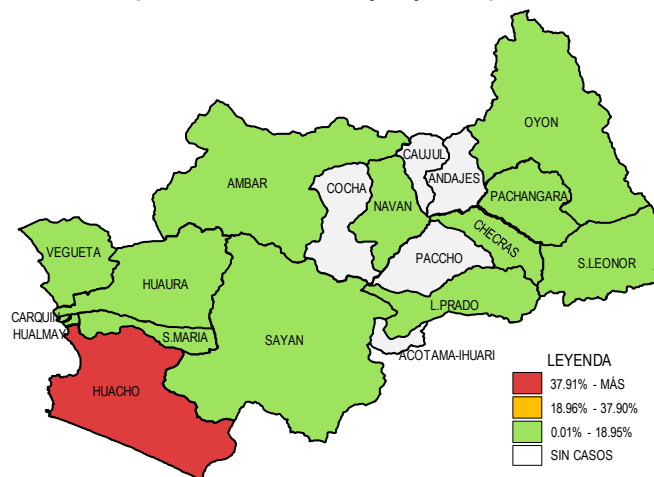 OYON
CAUJUL
ANDAJES
COCHA
AMBAR
NAVAN
PACHANGARA
CHECRAS
VEGUETA
PACCHO
S.LEONOR
HUAURA
L.PRADO
CARQUIN
HUALMAY
S.MARIA
SAYAN
ACOTAMA-IHUARI
HUACHO
LEYENDA
37.91% - MÁS
18.96% - 37.90%
0.01% - 18.95%
SIN CASOS